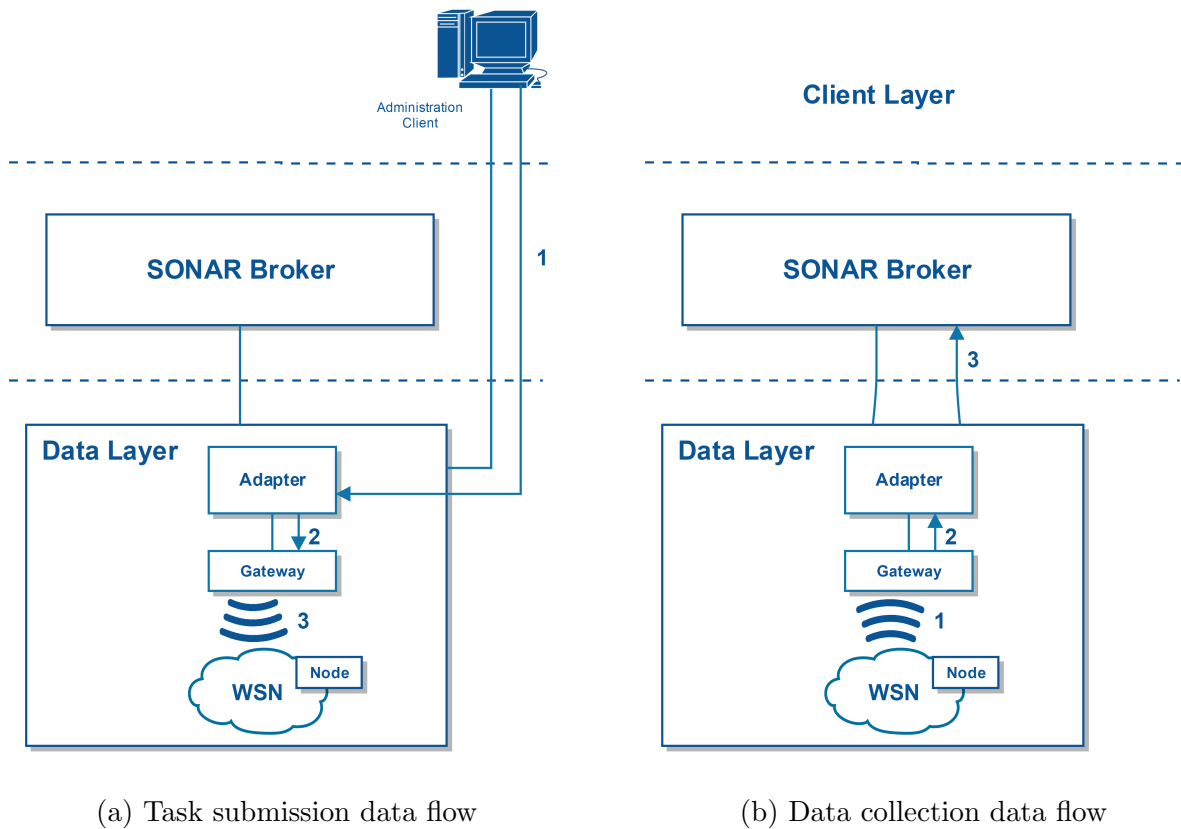 Administration
Client
1
SONAR Broker
Data Layer
Adapter
2
Gateway
3
WSN
Node
(a) Task submission data flow
Client Layer
SONAR Broker
3
Data Layer
Adapter
2
Gateway
1
WSN
Node
(b) Data collection data flow